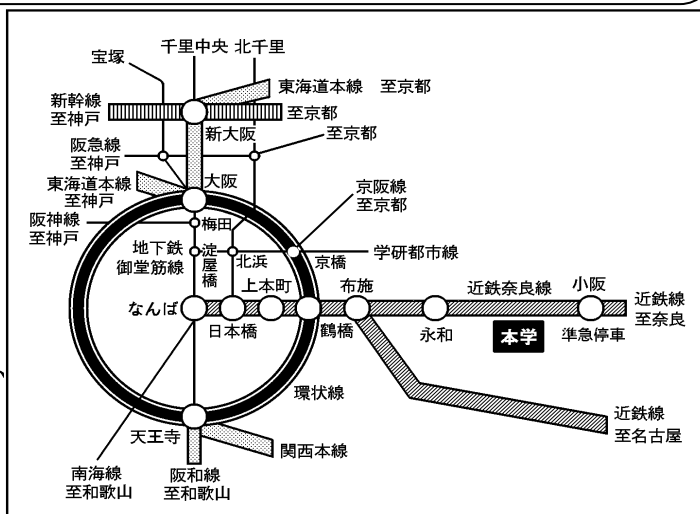 宝塚
千里中央 北千里
東海道本線 至京都
新幹線
至神戸
至京都
新大阪
至京都
阪急線
至神戸
東海道本線
至神戸
大阪
京阪線
至京都
阪神線
至神戸
梅田
地下鉄
御堂筋線
淀屋橋
北浜
京橋
学研都市線
なんば
日本橋
上本町
鶴橋
布施
永和
近鉄奈良線
本学
小阪
準急停車
近鉄線
至奈良
環状線
近鉄線
至名古屋
天王寺
関西本線
南海線
至和歌山
阪和線
至和歌山